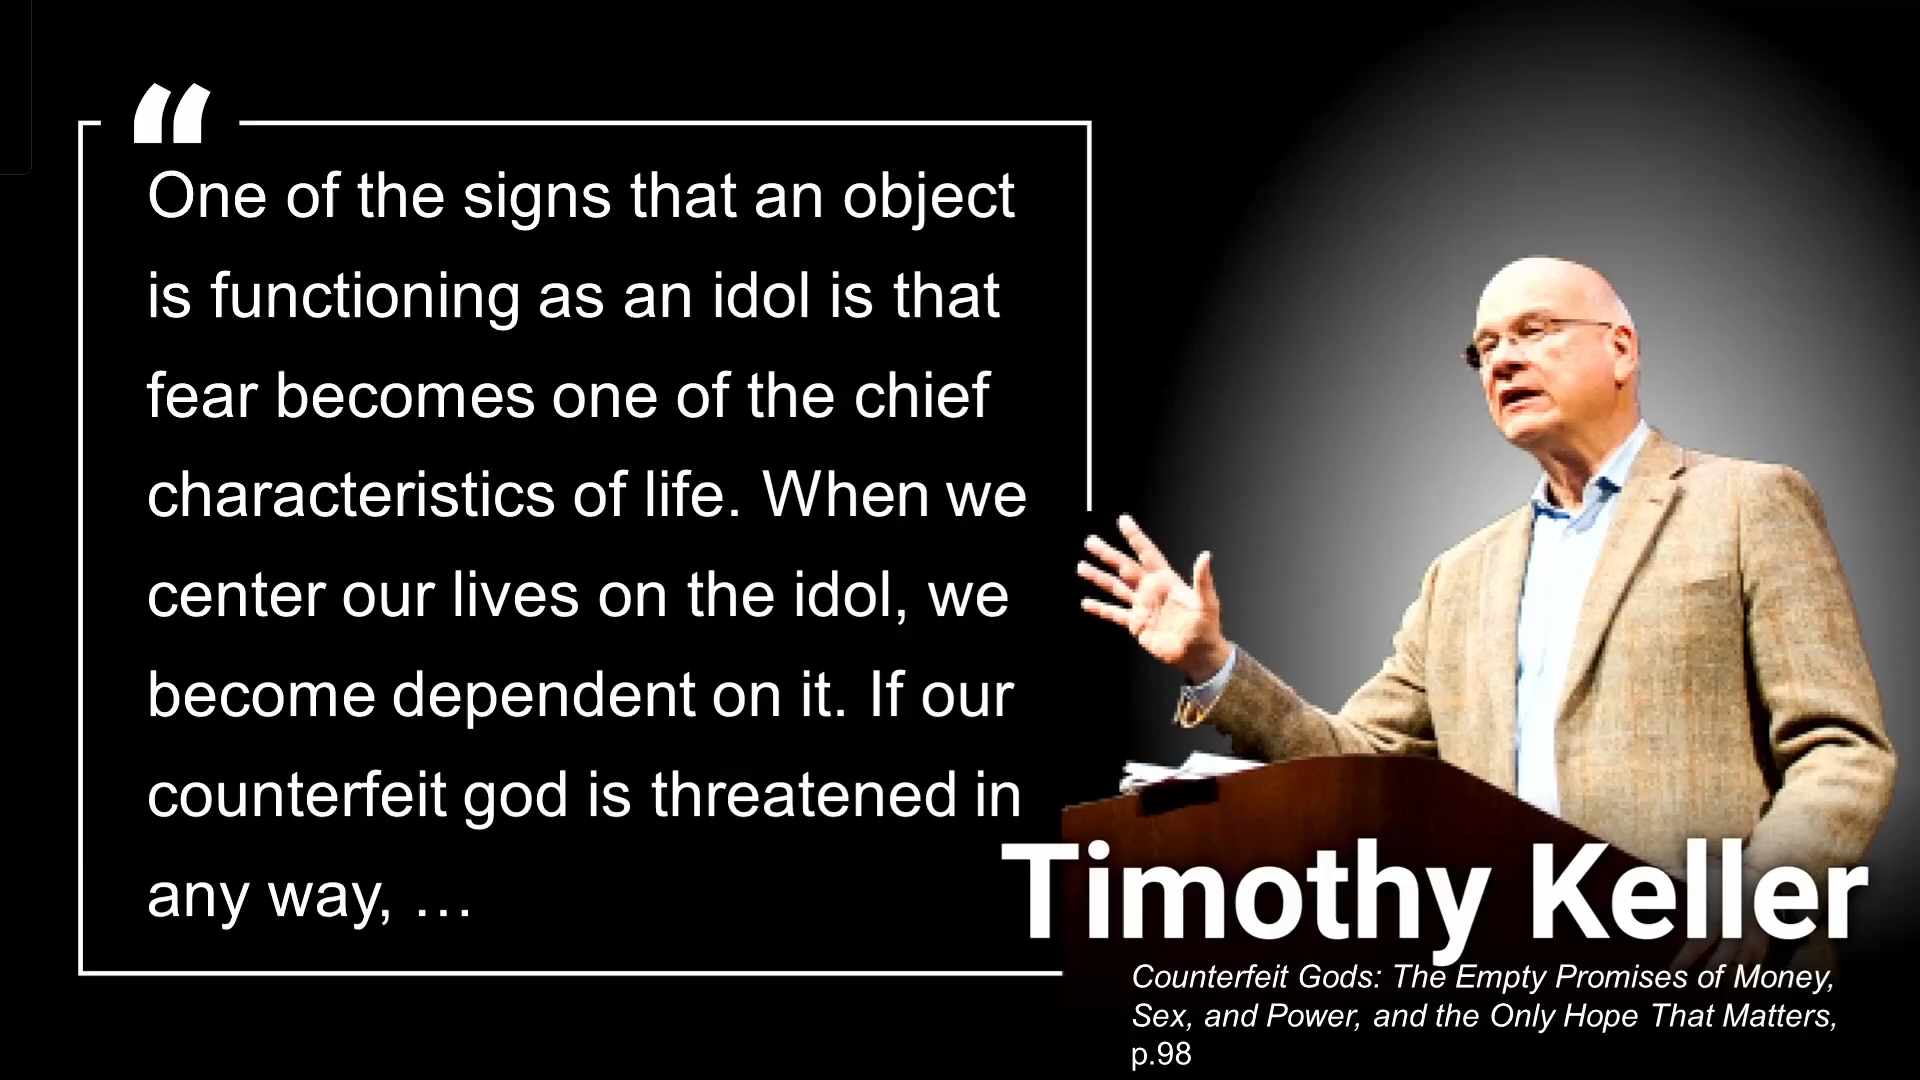 “
One of the signs that an object
is functioning as an idol is that
fear becomes one of the chief
characteristics of life. When we
center our lives on the idol, we
become dependent on it. If our
counterfeit god is threatened in
any way, …
Timothy Keller
Counterfeit Gods: The Empty Promises of Money,
Sex, and Power, and the Only Hope That Matters,
p.98